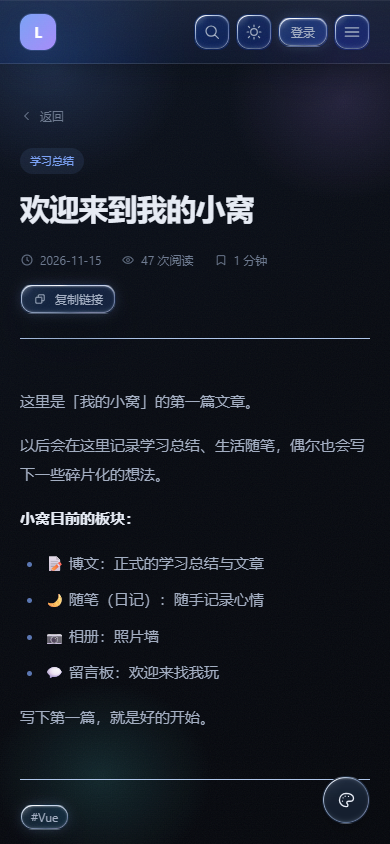 L
登录
返回
学习总结
欢迎来到我的小窝
2026-11-15 47 次阅读 1 分钟
复制链接
这里是「我的小窝」的第一篇文章。
以后会在这里记录学习总结、生活随笔，偶尔也会写
下一些碎片化的想法。
小窝目前的板块：
📝 博文：正式的学习总结与文章
🌙 随笔（日记）：随手记录心情
📷 相册：照片墙
💬 留言板：欢迎来找我玩
写下第一篇，就是好的开始。
#Vue